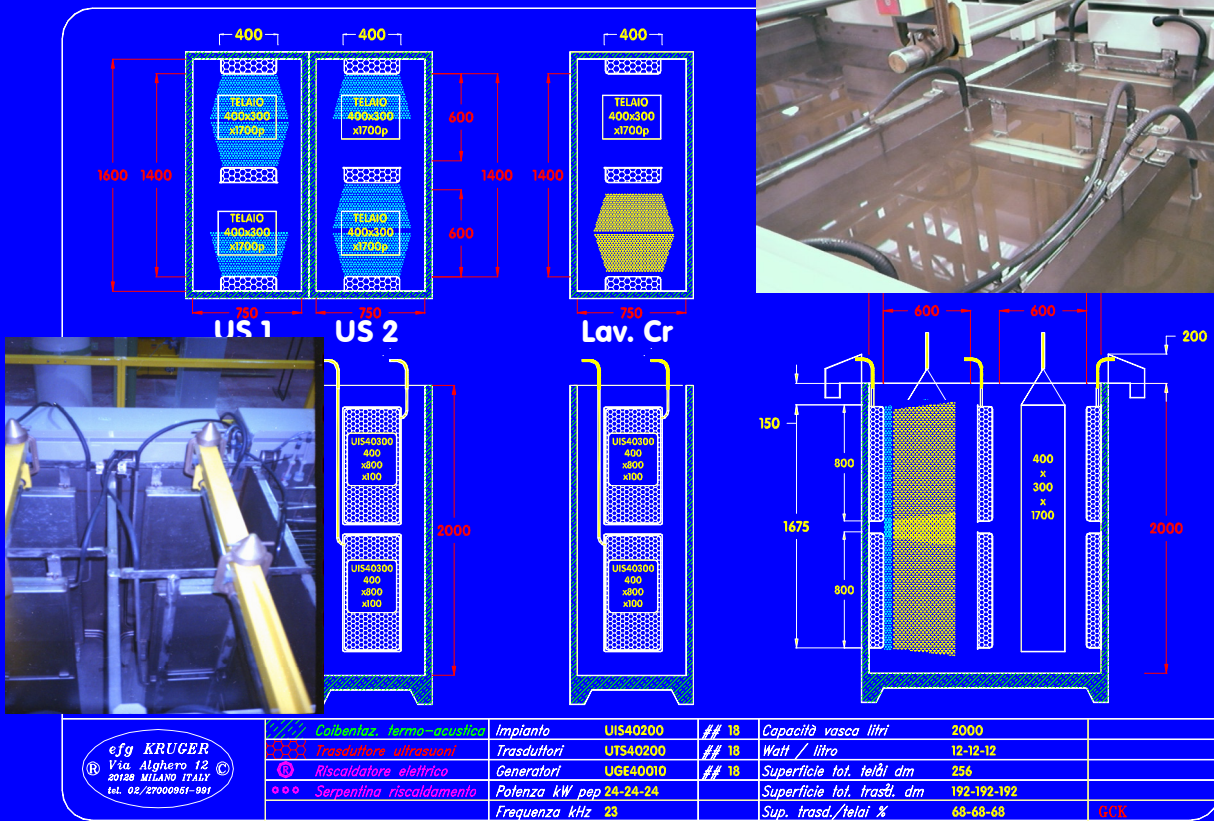 400
400
400
TELAIO
400x300
x1700p
TELAIO
400x300
x1700p
TELAIO
400x300
x1700p
600
1600
1400
1400
1400
TELAIO
400x300
x1700p
TELAIO
400x300
x1700p
600
750
750
750
US 1
US 2
Lav. Cr
600
600
200
150
UIS40300
400
x800
x100
UIS40300
400
x800
x100
800
400
x
300
x
1700
2000
1675
2000
UIS40300
400
x800
x100
UIS40300
400
x800
x100
800
efg KRUGER
® Via Alghero 12 ©
20128 MILANO ITALY
tel. 02/27000951-991
Coibentaz. termo-acustica
Trasduttore ultrasuoni
® Riscaldatore elettrico
Serpentina riscaldamento
Impianto UIS40200 ## 18
Trasduttori UTS40200 ## 18
Generatori UGE40010 ## 18
Potenza kW pep 24-24-24
Frequenza kHz 23
Capacità vasca litri 2000
Watt / litro 12-12-12
Superficie tot. telai dm 256
Superficie tot. trasd. dm 192-192-192
Sup. trasd./telai % 68-68-68
GCK